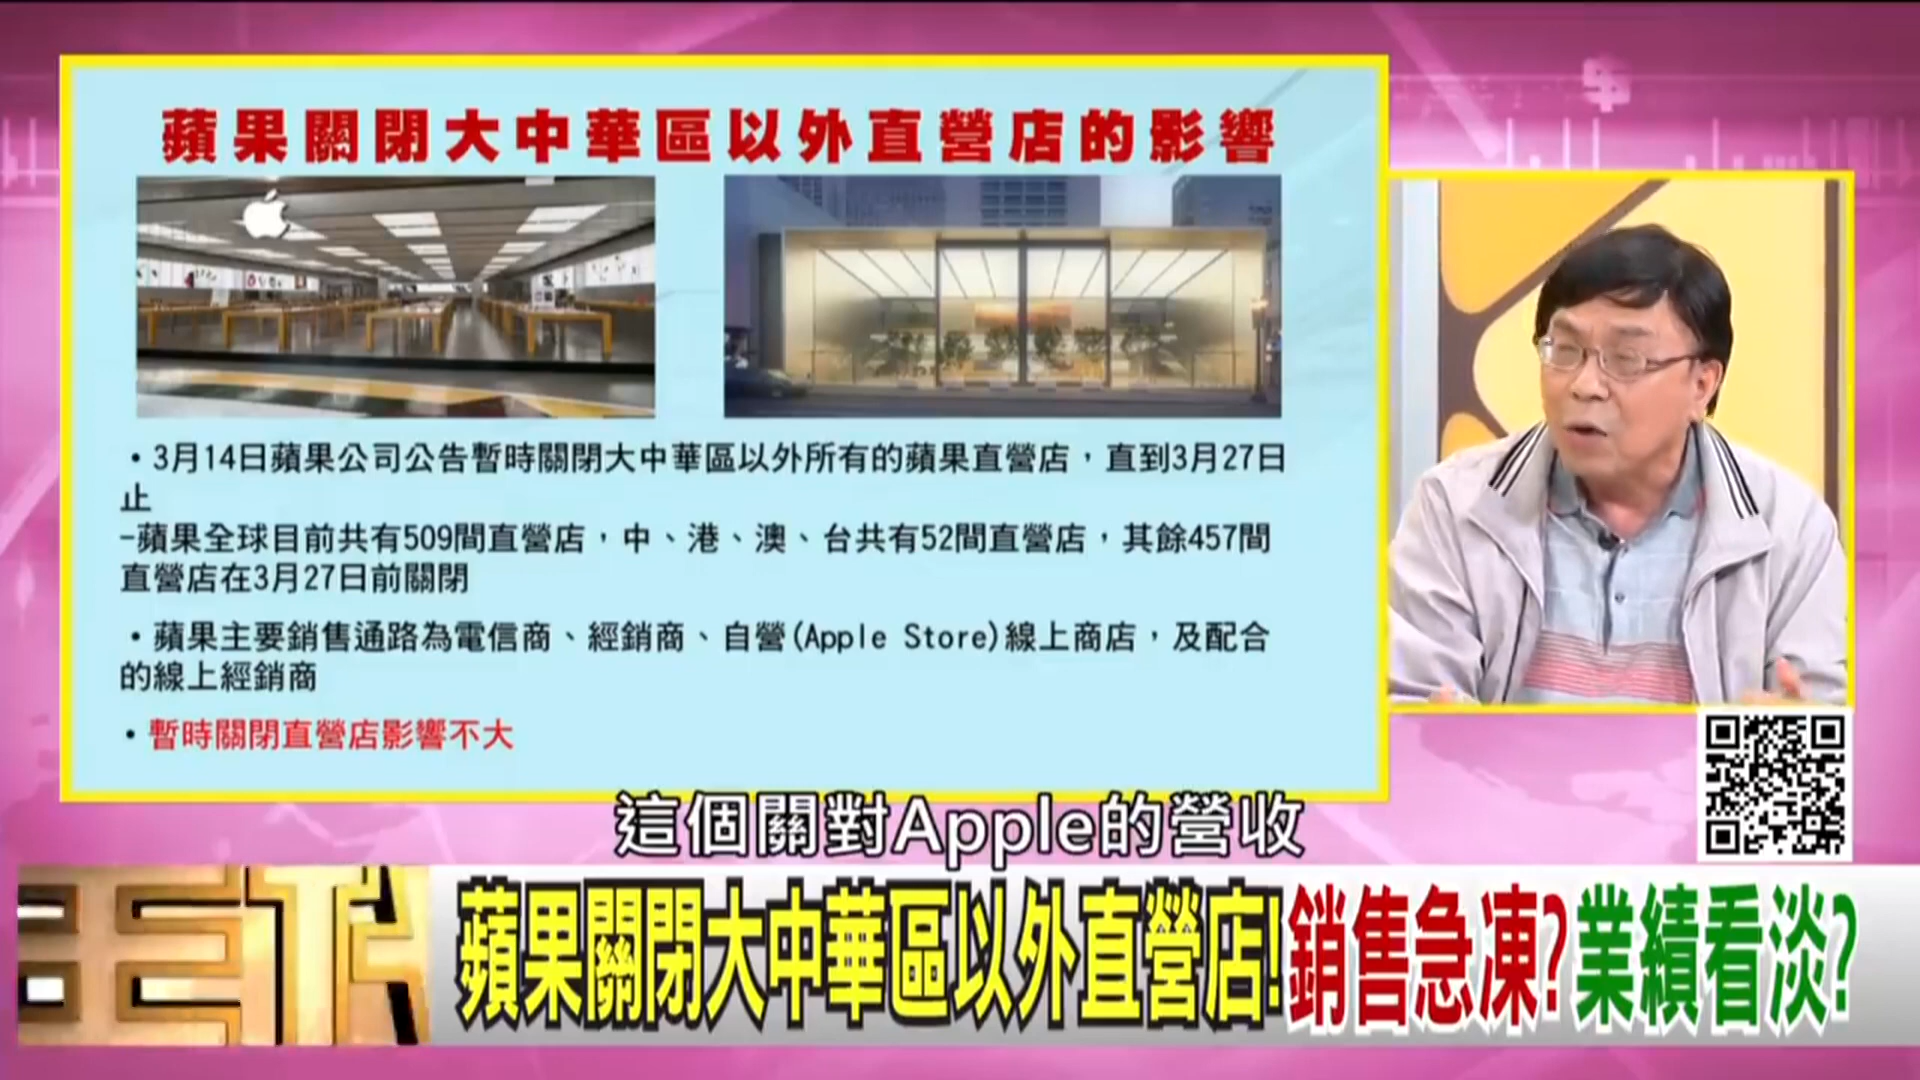 蘋果關閉大中華區以外直營店的影響
・3月14日蘋果公司公告暫時關閉大中華區以外所有的蘋果直營店，直到3月27日
止
-蘋果全球目前共有509間直營店，中、港、澳、台共有52間直營店，其餘457間
直營店在3月27日前關閉
・蘋果主要銷售通路為電信商、經銷商、自營(Apple Store)線上商店，及配合
的線上經銷商
・暫時關閉直營店影響不大
這個關對Apple的營收
蘋果關閉大中華區以外直營店!銷售急凍?業績看淡?